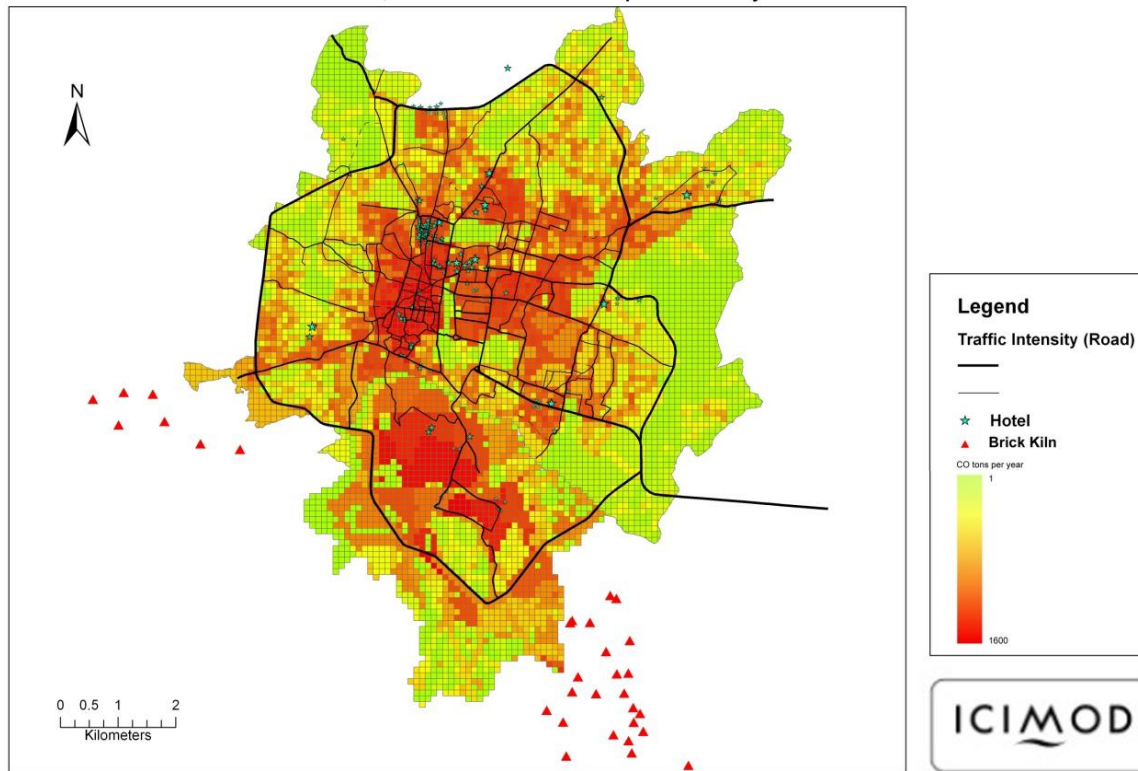 N
Legend
Traffic Intensity (Road)
Hotel
Brick Kiln
CO tons per year
1
1600
0 0.5 1 2
Kilometers
ICIMOD